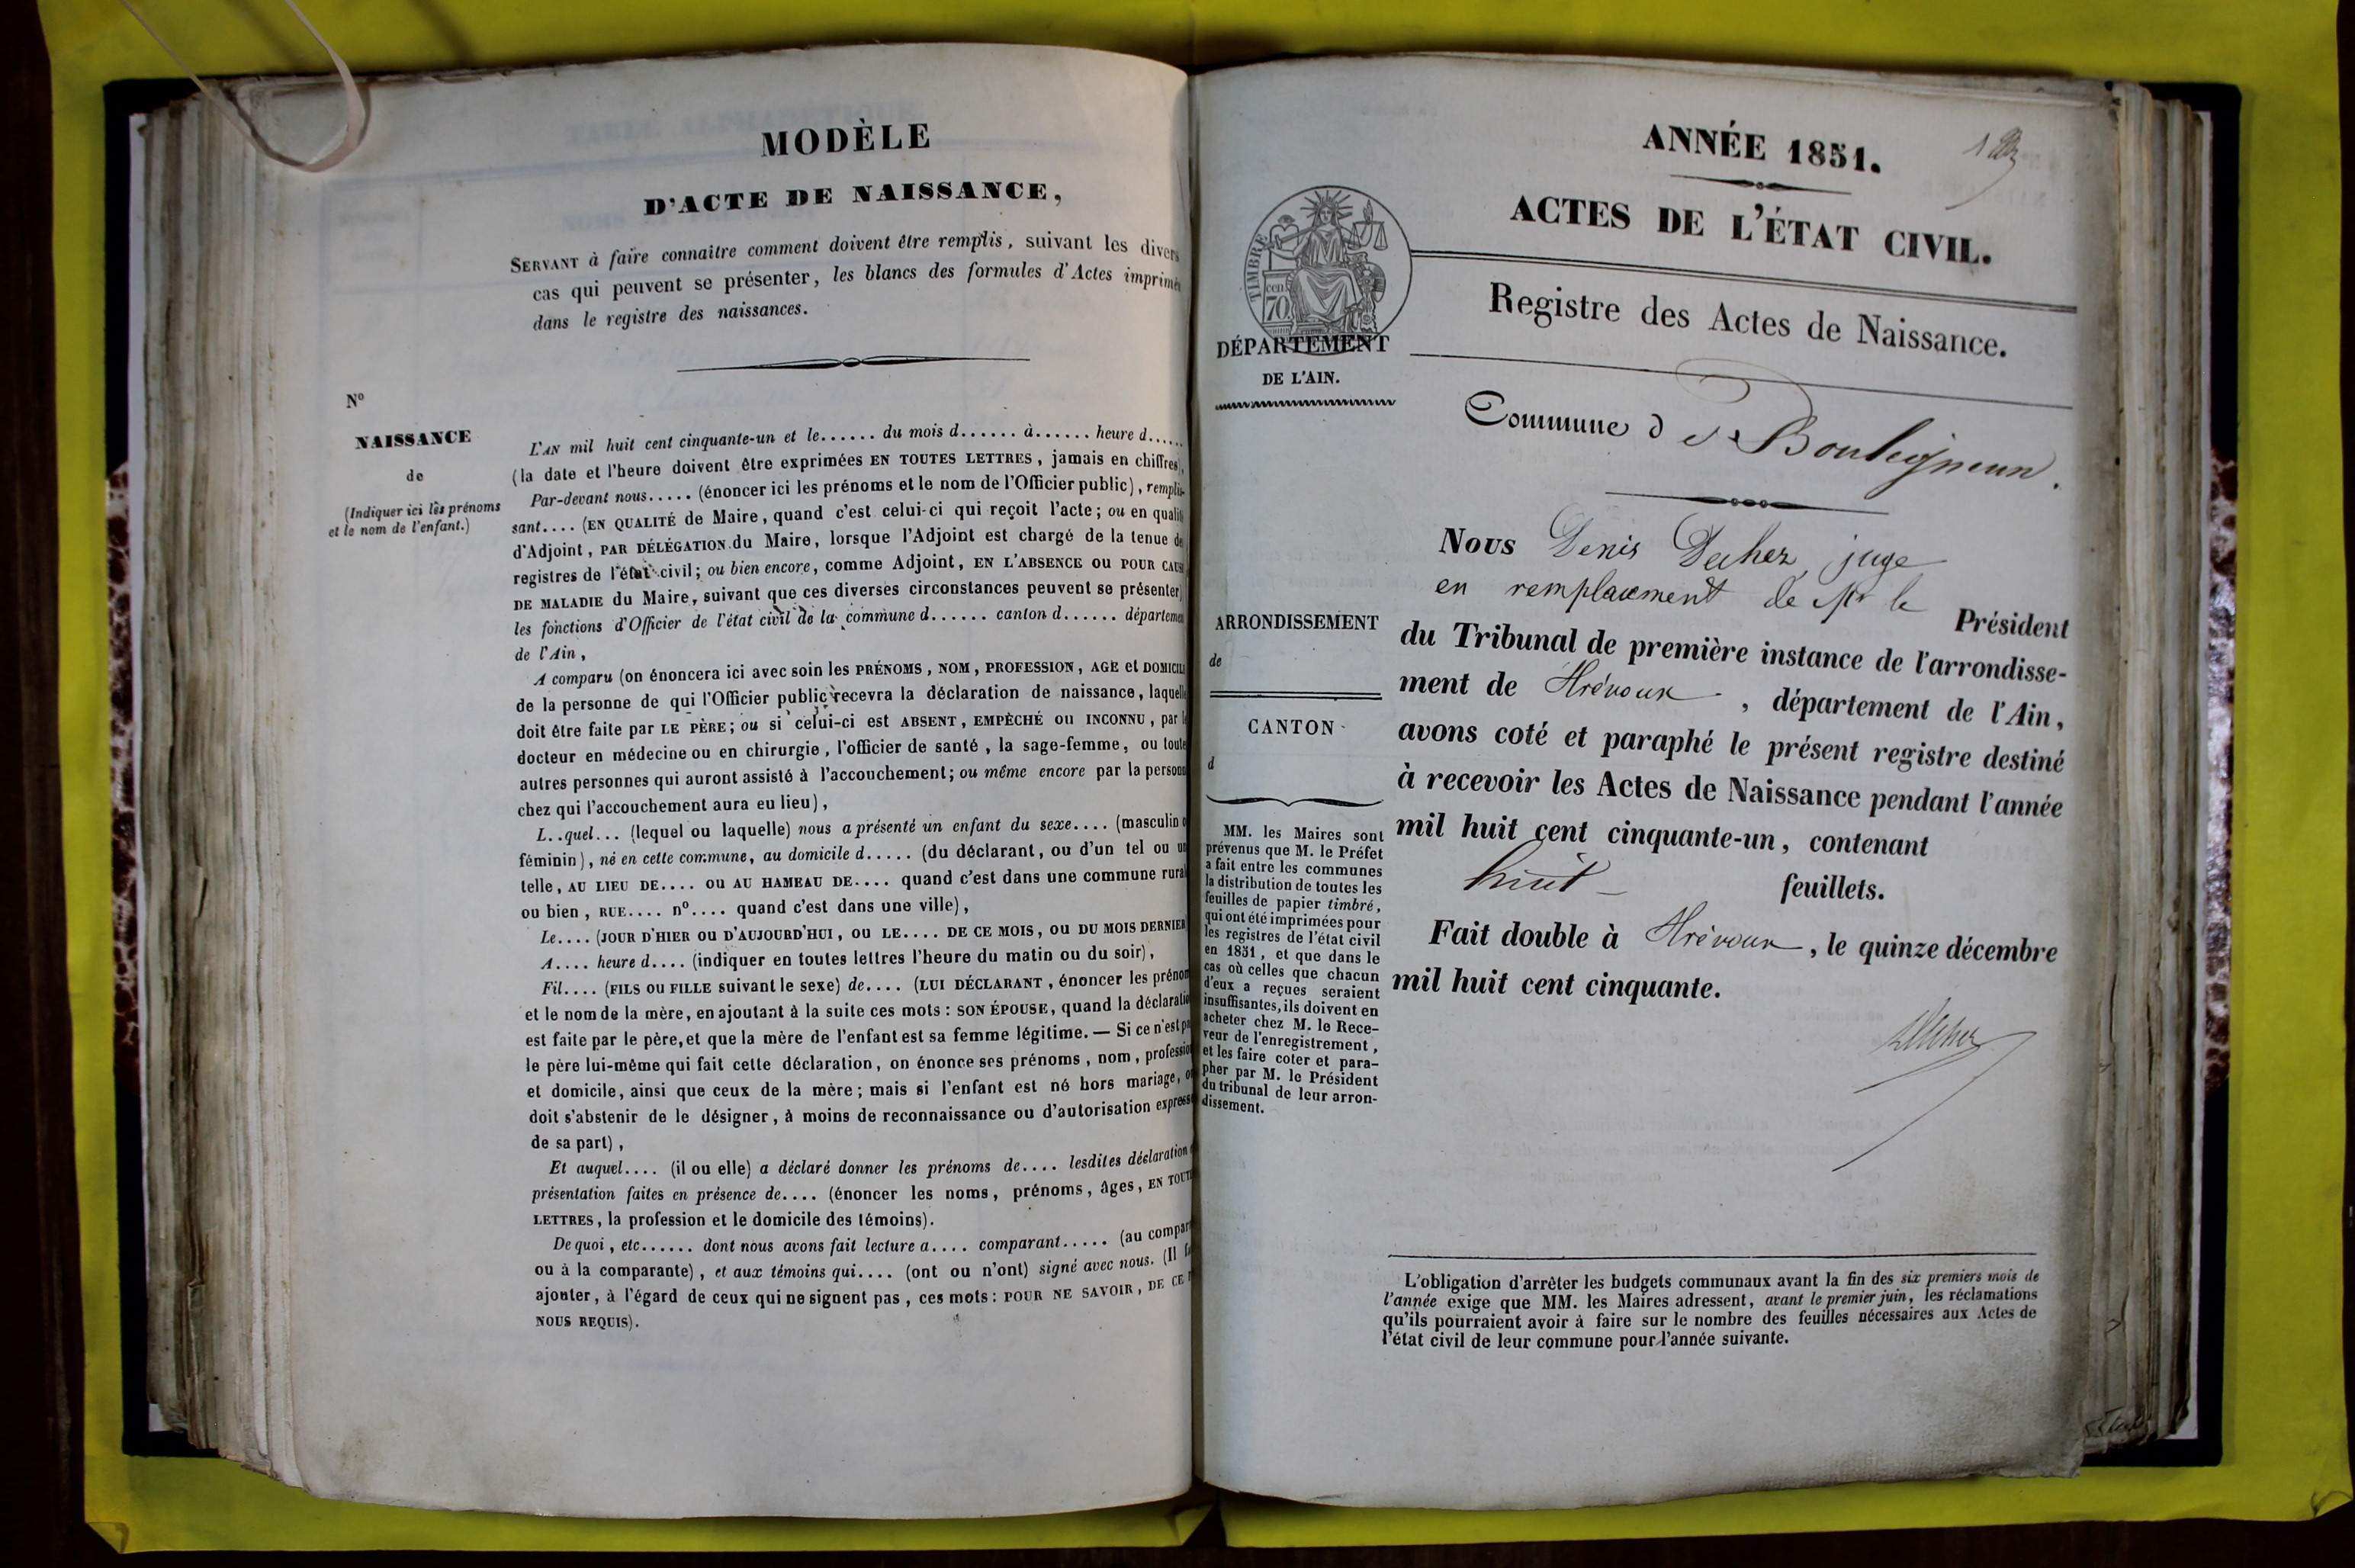 MODÈLE
D'ACTE DE NAISSANCE,
SERVANT à faire connaître comment doivent être remplis, suivant les divers
cas qui peuvent se présenter, les blancs des formules d'Actes imprimés
dans le registre des naissances.
Nº
NAISSANCE
de
(Indiquer ici les prénoms
et le nom de l'enfant.)
L'AN mil huit cent cinquante-un et le...... du mois d...... à...... heure d.....
(la date et l'heure doivent être exprimées EN TOUTES LETTRES, jamais en chiffres),
Par-devant nous..... (énoncer ici les prénoms et le nom de l'Officier public), remplis-
sant.... (EN QUALITÉ de Maire, quand c'est celui-ci qui reçoit l'acte; ou en qualité
d'Adjoint, PAR DÉLÉGATION du Maire, lorsque l'Adjoint est chargé de la tenue de
registres de l'état civil; ou bien encore, comme Adjoint, EN L'ABSENCE ou POUR CAUSE
DE MALADIE du Maire, suivant que ces diverses circonstances peuvent se présenter)
les fonctions d'Officier de l'état civil de la commune d...... canton d...... département
de l'Ain,
A comparu (on énoncera ici avec soin les PRÉNOMS, NOM, PROFESSION, AGE et DOMICILE
de la personne de qui l'Officier public recevra la déclaration de naissance, laquelle
doit être faite par LE PÈRE; ou si celui-ci est ABSENT, EMPÊCHÉ ou INCONNU, par le
docteur en médecine ou en chirurgie, l'officier de santé, la sage-femme, ou toute
autres personnes qui auront assisté à l'accouchement; ou même encore par la personne
chez qui l'accouchement aura eu lieu),
L..quel... (lequel ou laquelle) nous a présenté un enfant du sexe.... (masculin ou
féminin), né en cette commune, au domicile d..... (du déclarant, ou d'un tel ou un
telle, AU LIEU DE.... ou AU HAMEAU DE.... quand c'est dans une commune rural
ou bien, RUE.... nº.... quand c'est dans une ville),
Le.... (JOUR D'HIER ou D'AUJOURD'HUI, ou LE.... DE CE MOIS, ou DU MOIS DERNIER
A.... heure d.... (indiquer en toutes lettres l'heure du matin ou du soir),
Fil.... (FILS ou FILLE suivant le sexe) de.... (LUI DÉCLARANT, énoncer les prénom
et le nom de la mère, en ajoutant à la suite ces mots: SON ÉPOUSE, quand la déclaration
est faite par le père, et que la mère de l'enfant est sa femme légitime. — Si ce n'est pas
le père lui-même qui fait cette déclaration, on énonce ses prénoms, nom, profession
et domicile, ainsi que ceux de la mère; mais si l'enfant est né hors mariage, on
doit s'abstenir de le désigner, à moins de reconnaissance ou d'autorisation expresse
de sa part),
Et auquel.... (il ou elle) a déclaré donner les prénoms de.... lesdites déclaration
présentation faites en présence de.... (énoncer les noms, prénoms, âges, EN TOUTES
LETTRES, la profession et le domicile des témoins).
De quoi, etc...... dont nous avons fait lecture a.... comparant..... (au comparant
ou à la comparante), et aux témoins qui.... (ont ou n'ont) signé avec nous. (Il
ajouter, à l'égard de ceux qui ne signent pas, ces mots: POUR NE SAVOIR, DE CE
NOUS REQUIS).
ANNÉE 1851.
ACTES DE L'ÉTAT CIVIL.
TIMBRE
cen.
70
DÉPARTEMENT
DE L'AIN.
Registre des Actes de Naissance.
Commune d de Bouligneux.
Nous Denis Dechez, juge
en remplacement de Mr le Président
du Tribunal de première instance de l'arrondisse-
ment de Trévoux, département de l'Ain,
avons coté et paraphé le présent registre destiné
à recevoir les Actes de Naissance pendant l'année
mil huit cent cinquante-un, contenant
huit feuillets.
Fait double à Trévoux, le quinze décembre
mil huit cent cinquante.
ARRONDISSEMENT
de
CANTON
d
MM. les Maires sont
prévenus que M. le Préfet
a fait entre les communes
la distribution de toutes les
feuilles de papier timbré,
qui ont été imprimées pour
les registres de l'état civil
en 1851, et que dans le
cas où celles que chacun
d'eux a reçues seraient
insuffisantes, ils doivent en
acheter chez M. le Rece-
veur de l'enregistrement,
et les faire coter et para-
pher par M. le Président
du tribunal de leur arron-
dissement.
L'obligation d'arrêter les budgets communaux avant la fin des six premiers mois de
l'année exige que MM. les Maires adressent, avant le premier juin, les réclamations
qu'ils pourraient avoir à faire sur le nombre des feuilles nécessaires aux Actes de
l'état civil de leur commune pour l'année suivante.